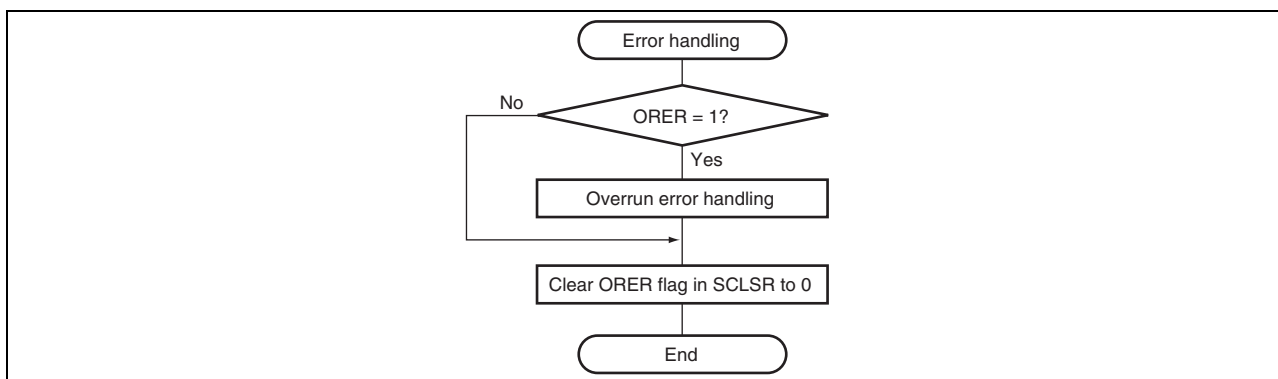 Error handling
ORER = 1?
No
Yes
Overrun error handling
Clear ORER flag in SCLSR to 0
End